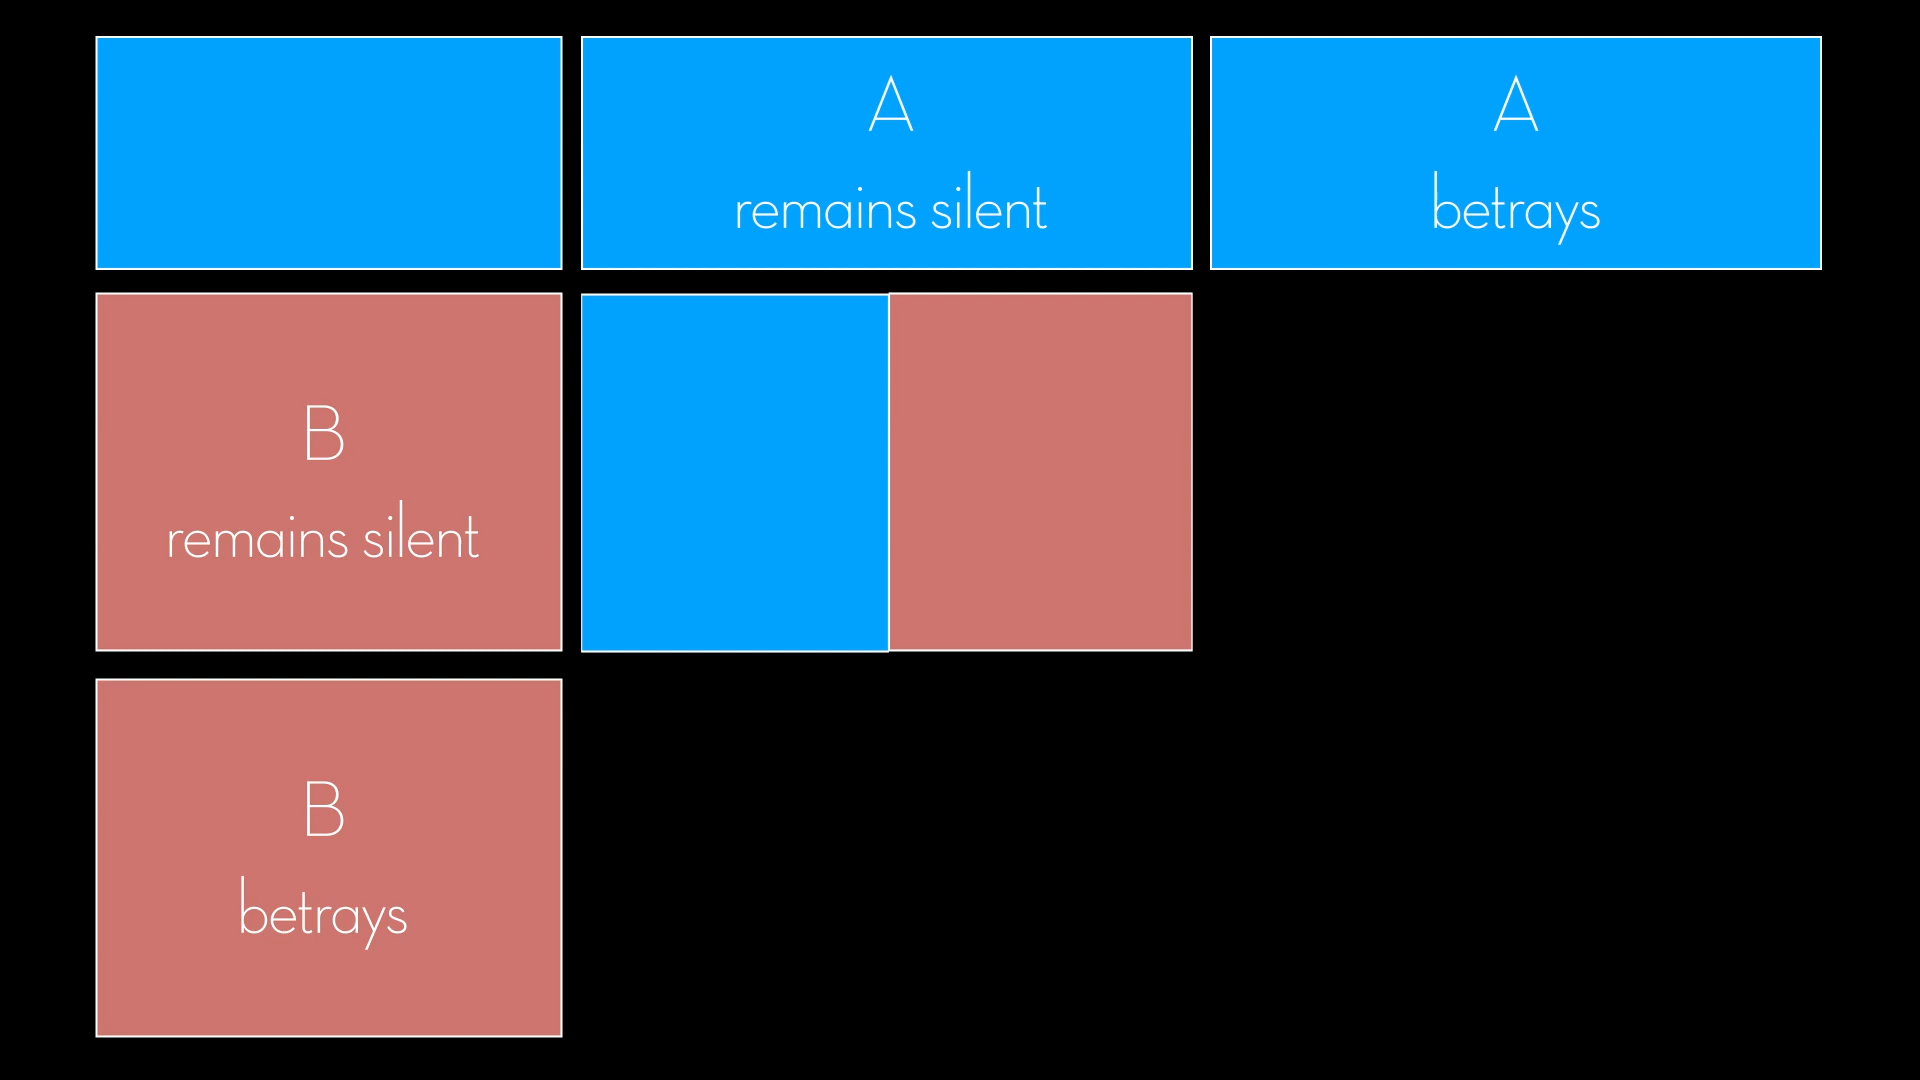 A
remains silent
A
betrays
B
remains silent
B
betrays